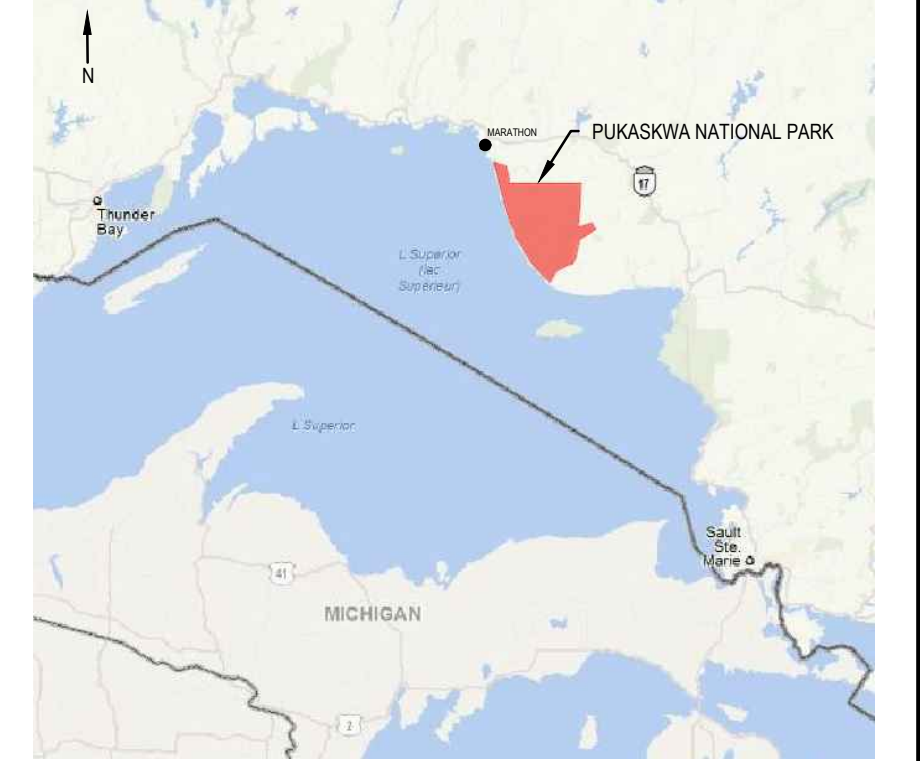 N
MARATHON
PUKASKWA NATIONAL PARK
17
Thunder
Bay
L Superior
(lac
Supérieur)
L Superior
Sault
Ste.
Marie
41
MICHIGAN
2